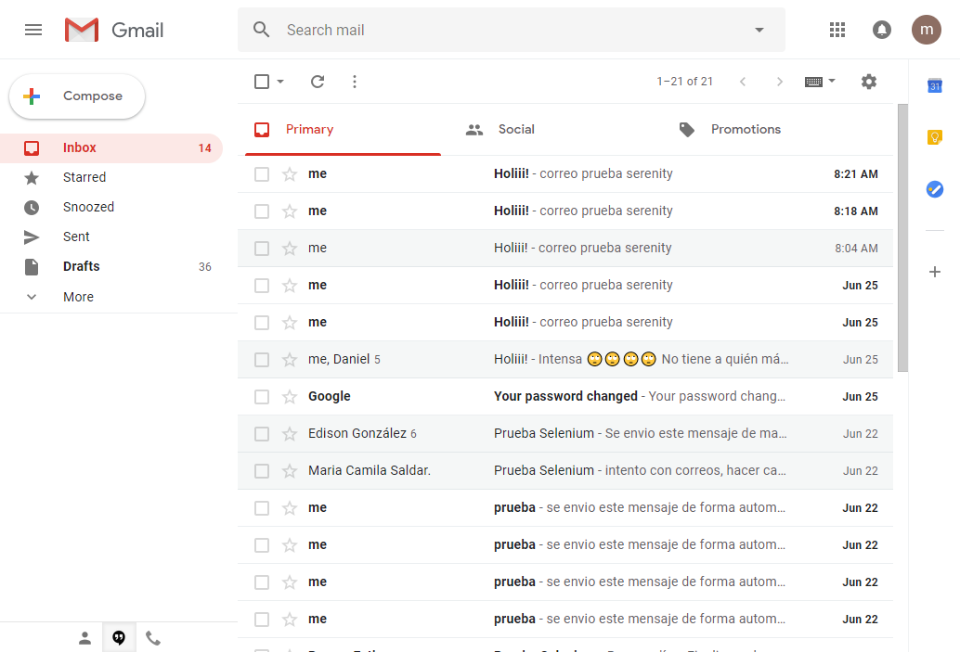 Gmail
Search mail
m
Compose
1–21 of 21
31
Primary
Social
Promotions
Inbox 14
Starred
Snoozed
Sent
Drafts 36
More
me Holiii! - correo prueba serenity 8:21 AM
me Holiii! - correo prueba serenity 8:18 AM
me Holiii! - correo prueba serenity 8:04 AM
me Holiii! - correo prueba serenity Jun 25
me Holiii! - correo prueba serenity Jun 25
me, Daniel 5 Holiii! - Intensa 🙄🙄🙄🙄 No tiene a quién má… Jun 25
Google Your password changed - Your password chang… Jun 25
Edison González 6 Prueba Selenium - Se envio este mensaje de ma… Jun 22
Maria Camila Saldar. Prueba Selenium - intento con correos, hacer ca… Jun 22
me prueba - se envio este mensaje de forma autom… Jun 22
me prueba - se envio este mensaje de forma autom… Jun 22
me prueba - se envio este mensaje de forma autom… Jun 22
me prueba - se envio este mensaje de forma autom… Jun 22